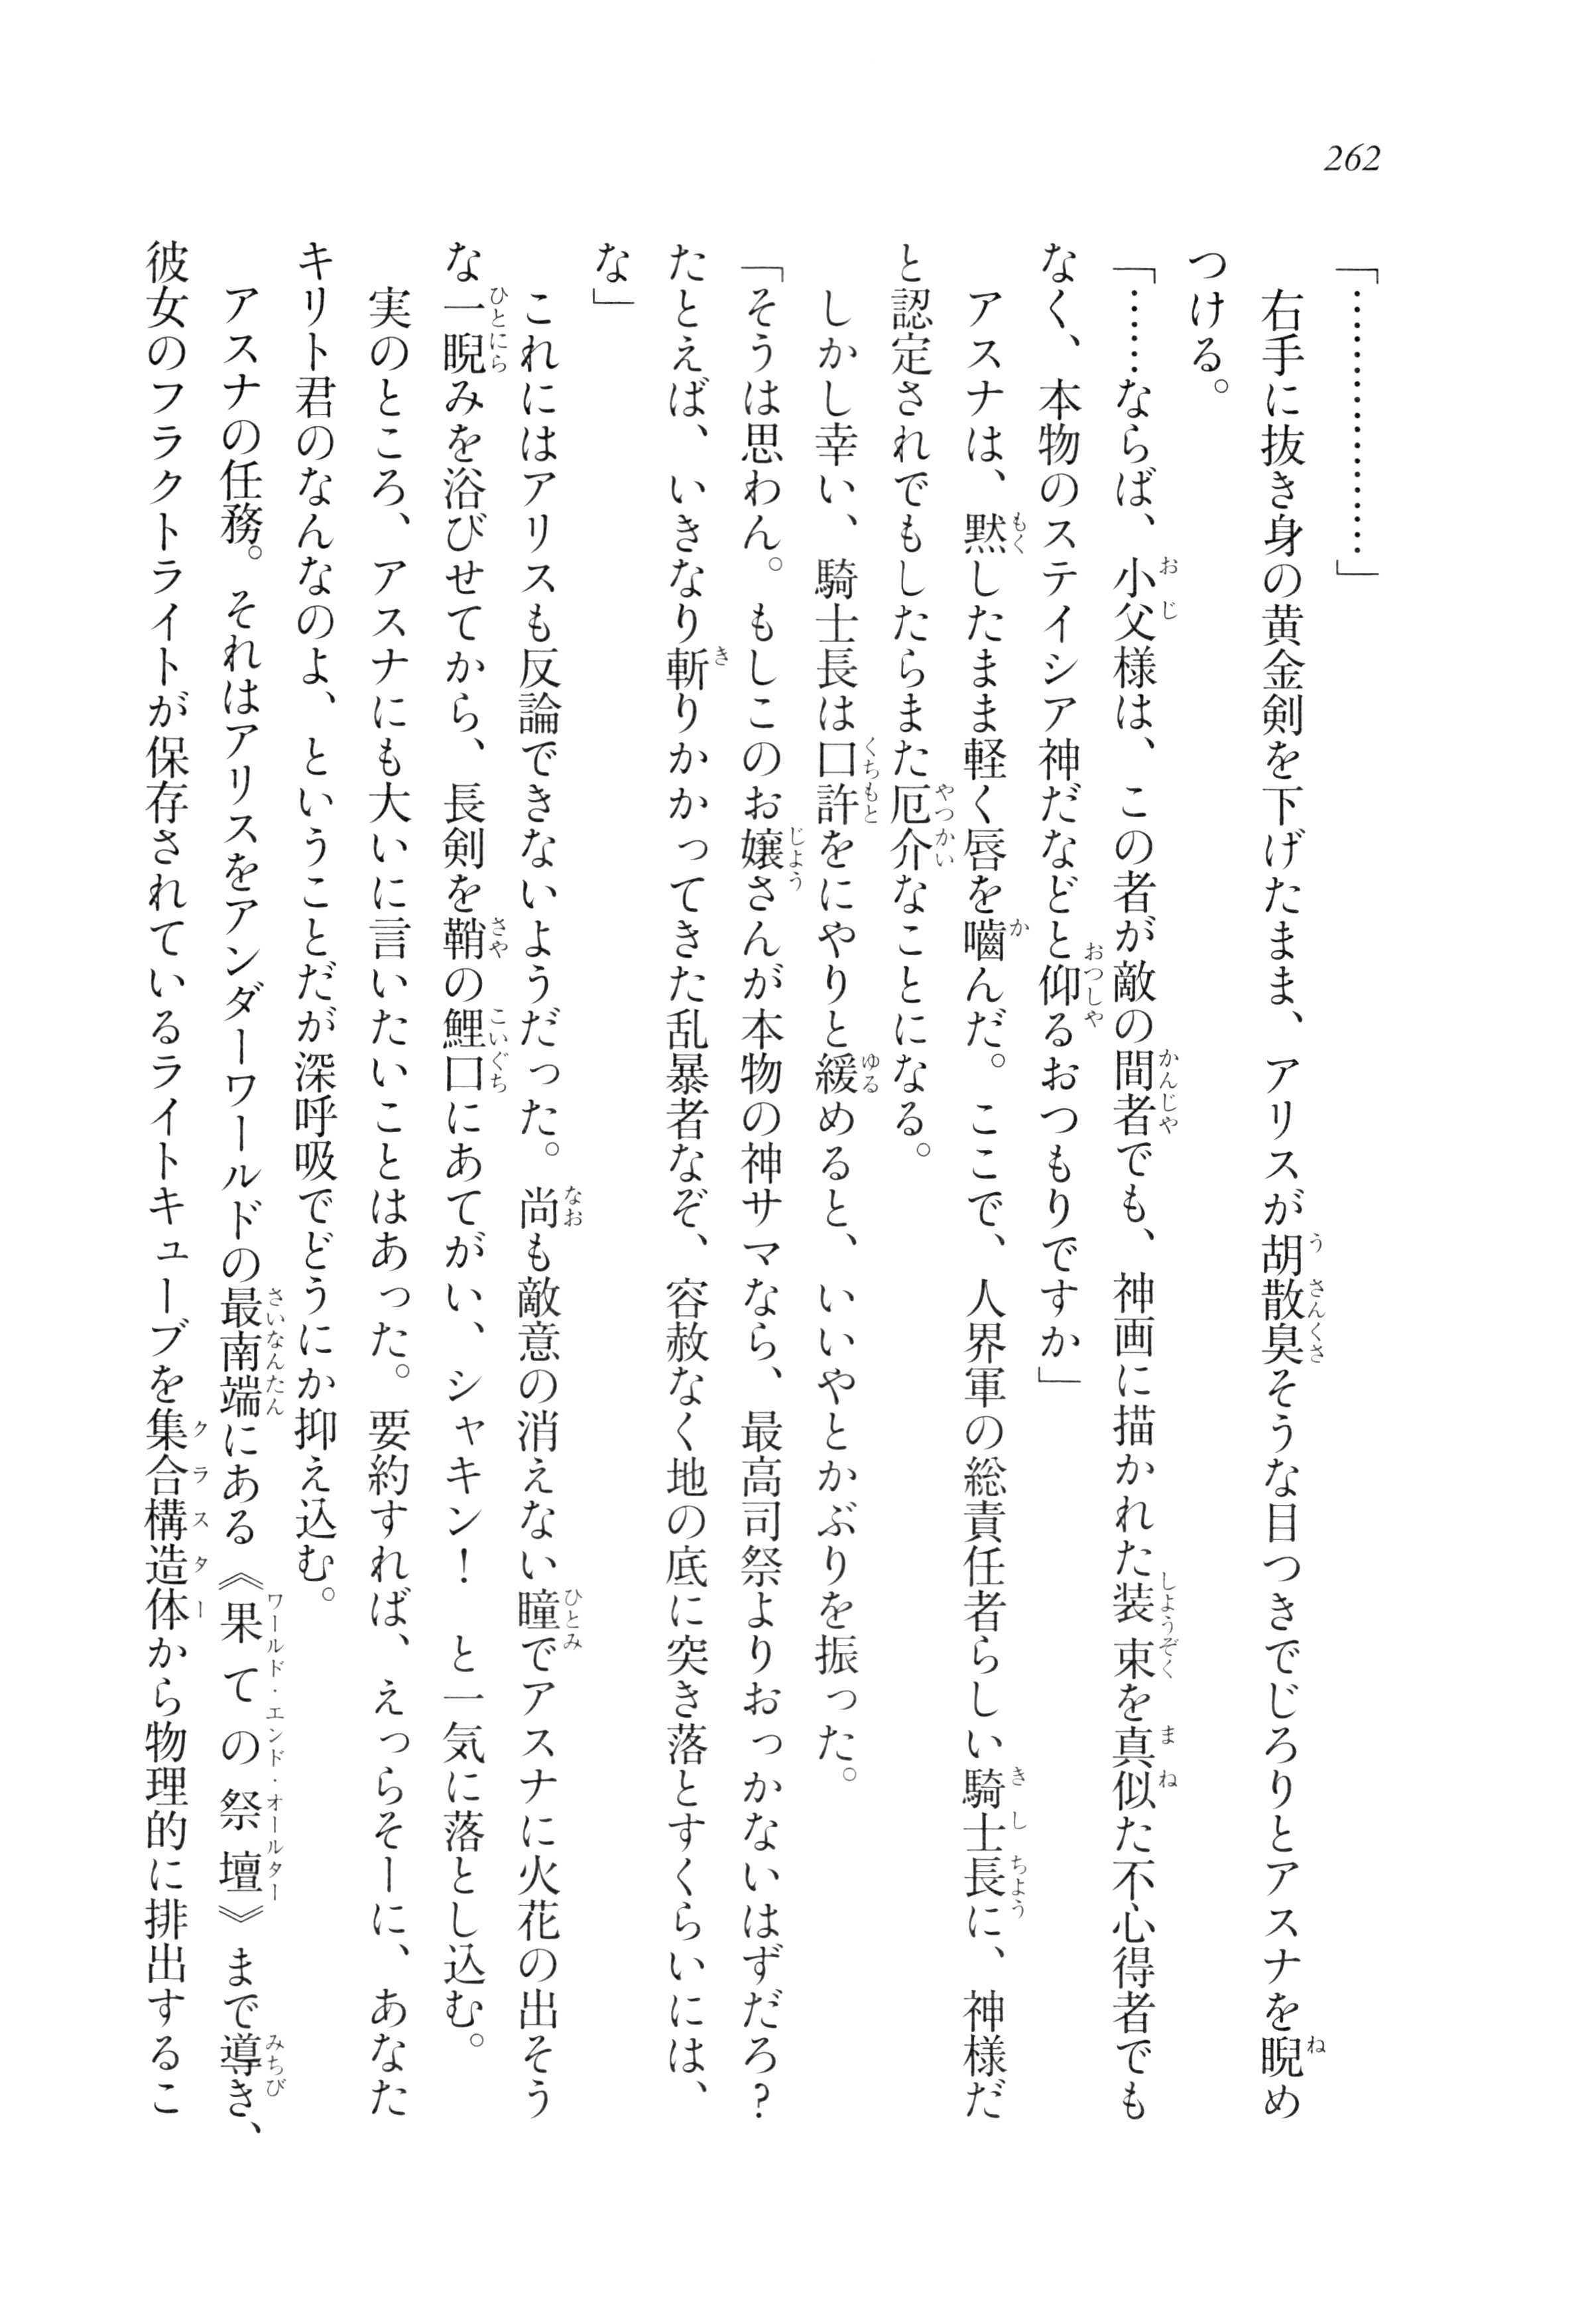 262
「………………」
　右手に抜き身の黄金剣を下げたまま、アリスが胡散臭そうな目つきでじろりとアスナを睨め
つける。
「……ならば、小父様は、この者が敵の間者でも、神画に描かれた装束を真似た不心得者でも
なく、本物のステイシア神だなどと仰るおつもりですか」
　アスナは、黙したまま軽く唇を嚙んだ。ここで、人界軍の総責任者らしい騎士長に、神様だ
と認定されでもしたらまた厄介なことになる。
　しかし幸い、騎士長は口許をにやりと緩めると、いいやとかぶりを振った。
「そうは思わん。もしこのお嬢さんが本物の神サマなら、最高司祭よりおっかないはずだろ？
たとえば、いきなり斬りかかってきた乱暴者なぞ、容赦なく地の底に突き落とすくらいには、
な」
　これにはアリスも反論できないようだった。尚も敵意の消えない瞳でアスナに火花の出そう
な一睨みを浴びせてから、長剣を鞘の鯉口にあてがい、シャキン！　と一気に落とし込む。
　実のところ、アスナにも大いに言いたいことはあった。要約すれば、えっらそーに、あなた
キリト君のなんなのよ、ということだが深呼吸でどうにか抑え込む。
　アスナの任務。それはアリスをアンダーワールドの最南端にある《果ての祭壇》まで導き、
彼女のフラクトライトが保存されているライトキューブを集合構造体から物理的に排出するこ